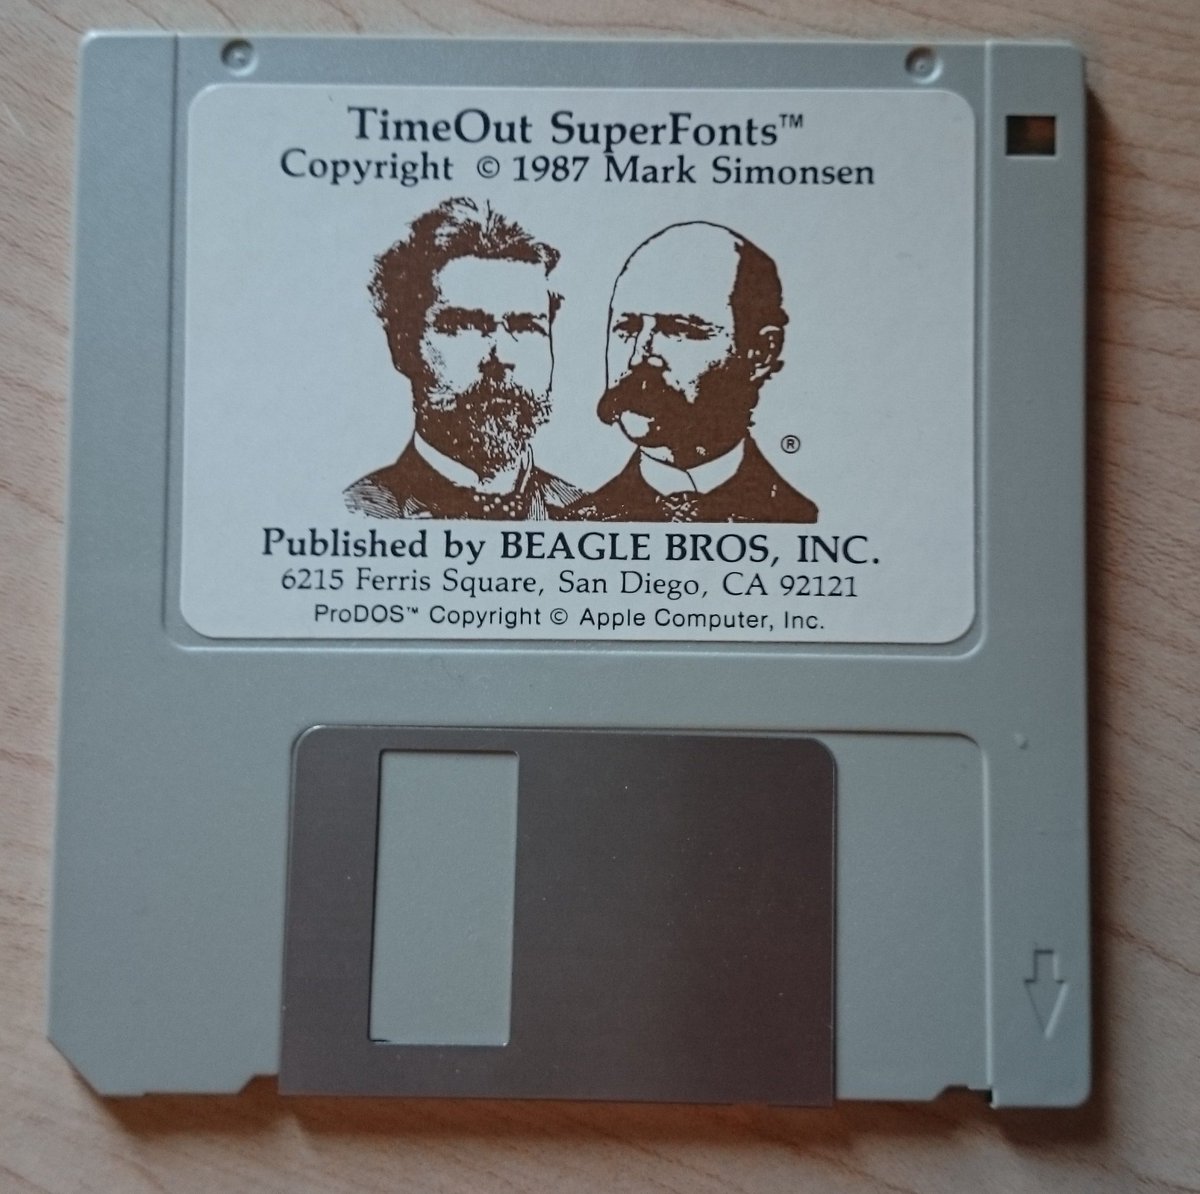 TimeOut SuperFonts™
Copyright © 1987 Mark Simonsen
®
Published by BEAGLE BROS, INC.
6215 Ferris Square, San Diego, CA 92121
ProDOS™ Copyright © Apple Computer, Inc.